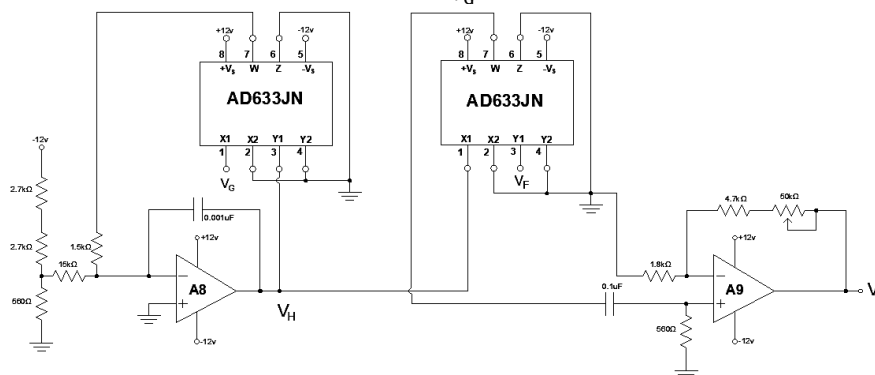 G
+12v
-12v
8 7 6 5
+Vs W Z -Vs
AD633JN
X1 X2 Y1 Y2
1 2 3 4
VG
+12v
-12v
8 7 6 5
+Vs W Z -Vs
AD633JN
X1 X2 Y1 Y2
1 2 3 4
VF
-12v
2.7kΩ
2.7kΩ
560Ω
15kΩ
1.5kΩ
0.001uF
+12v
A8
-
+
-12v
VH
0.1uF
560Ω
1.8kΩ
4.7kΩ
50kΩ
+12v
A9
-
+
-12v
V